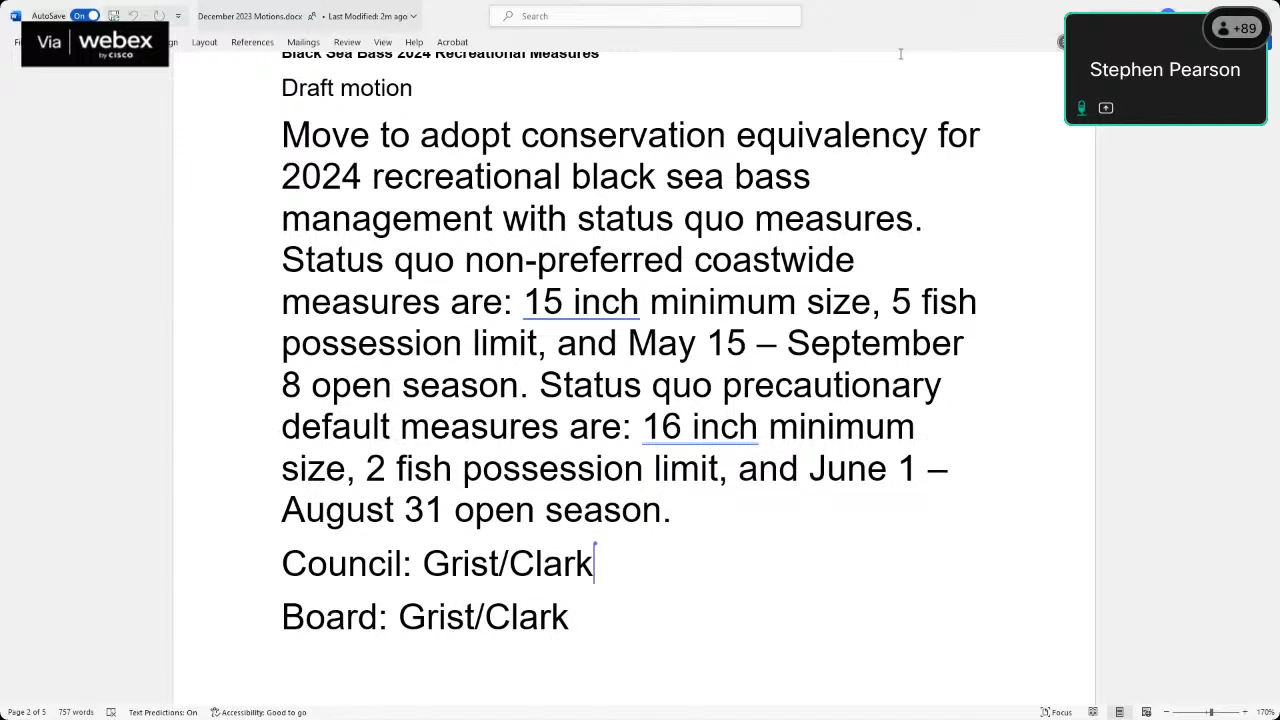 AutoSave On December 2023 Motions.docx • Last Modified: 2m ago Search
+89
Via webex by CISCO
Layout References Mailings Review View Help Acrobat
Stephen Pearson
Black Sea Bass 2024 Recreational Measures
Draft motion
Move to adopt conservation equivalency for
2024 recreational black sea bass
management with status quo measures.
Status quo non-preferred coastwide
measures are: 15 inch minimum size, 5 fish
possession limit, and May 15 – September
8 open season. Status quo precautionary
default measures are: 16 inch minimum
size, 2 fish possession limit, and June 1 –
August 31 open season.
Council: Grist/Clark
Board: Grist/Clark
Page 2 of 5 757 words Text Predictions: On Accessibility: Good to go Focus 170%